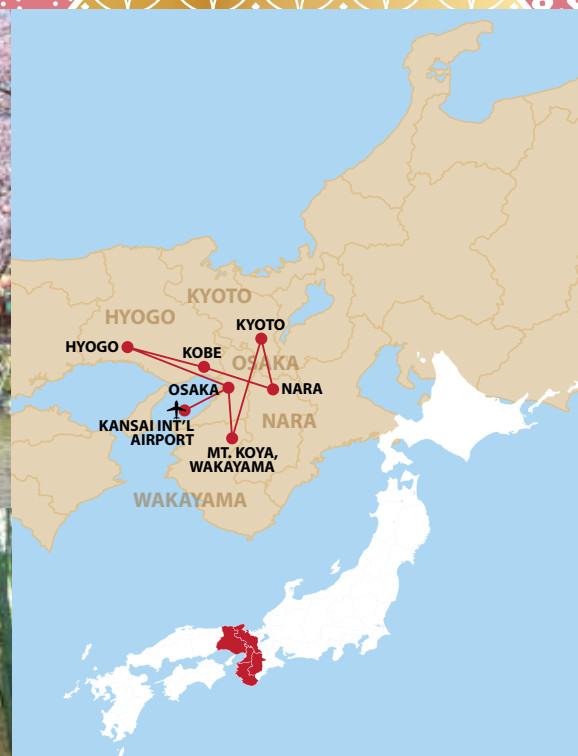 KYOTO
HYOGO
KYOTO
HYOGO
KOBE
OSAKA
OSAKA
NARA
KANSAI INT'L
AIRPORT
NARA
MT. KOYA,
WAKAYAMA
WAKAYAMA